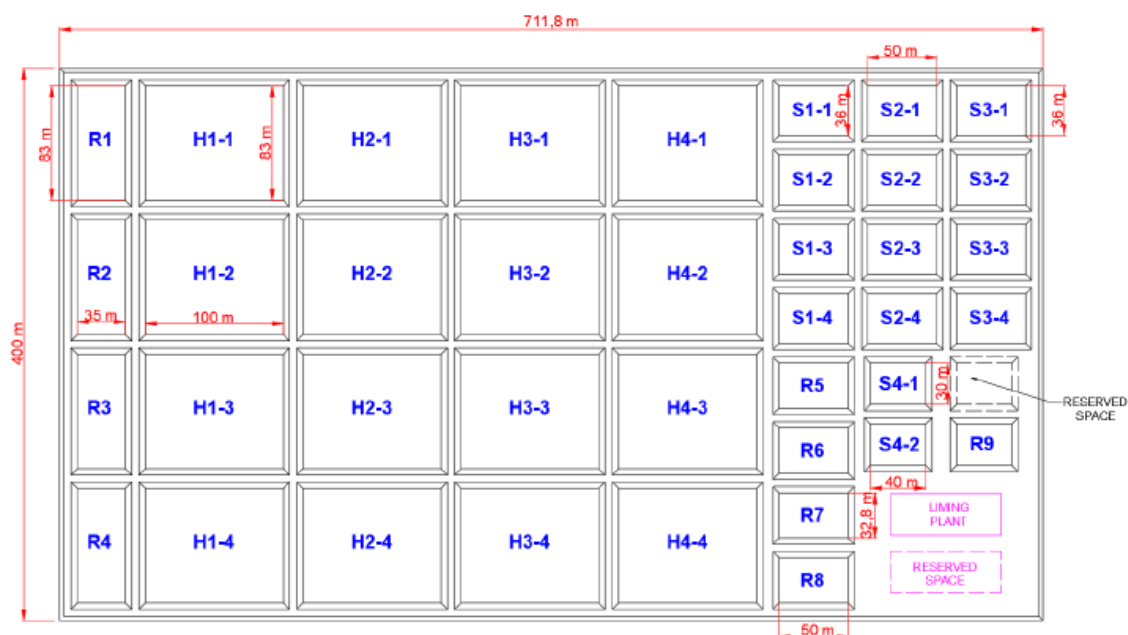 711,8 m
50 m
R1
H1-1
H2-1
H3-1
H4-1
S1-1
S2-1
S3-1
83 m
83 m
36 m
36 m
S1-2
S2-2
S3-2
R2
H1-2
H2-2
H3-2
H4-2
S1-3
S2-3
S3-3
35 m
100 m
S1-4
S2-4
S3-4
400 m
R3
H1-3
H2-3
H3-3
H4-3
R5
S4-1
30 m
RESERVED
SPACE
R6
S4-2
R9
40 m
R7
32,8 m
LIMING
PLANT
R4
H1-4
H2-4
H3-4
H4-4
R8
RESERVED
SPACE
50 m